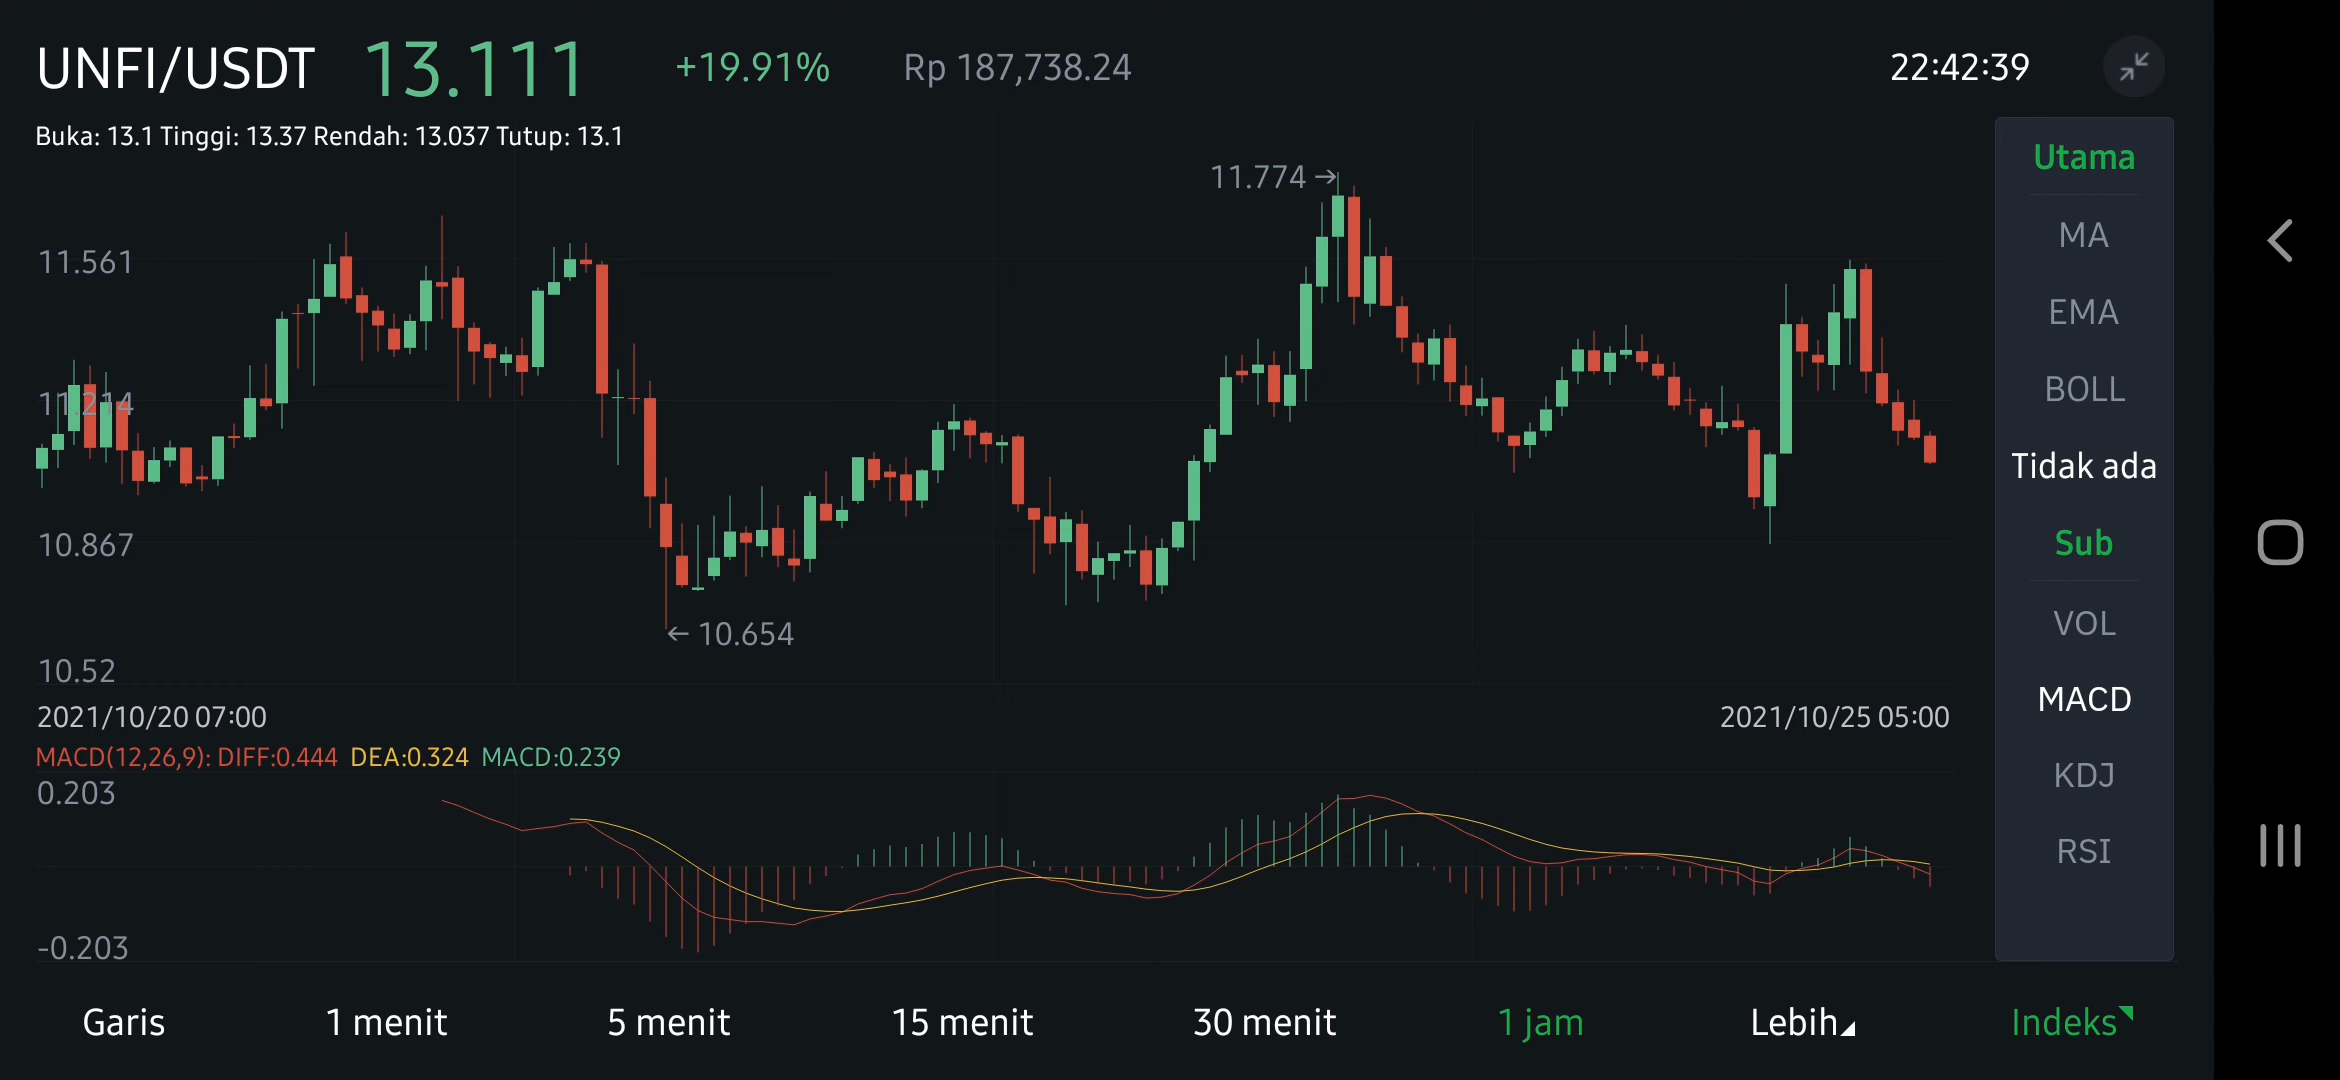 UNFI/USDT 13.111 +19.91% Rp 187,738.24 22:42:39
Buka: 13.1 Tinggi: 13.37 Rendah: 13.037 Tutup: 13.1
Utama
11.774
MA
11.561
EMA
BOLL
11.214
Tidak ada
10.867
Sub
VOL
10.654
10.52
MACD
2021/10/20 07:00 2021/10/25 05:00
MACD(12,26,9): DIFF:0.444 DEA:0.324 MACD:0.239
KDJ
0.203
RSI
-0.203
Garis 1 menit 5 menit 15 menit 30 menit 1 jam Lebih Indeks